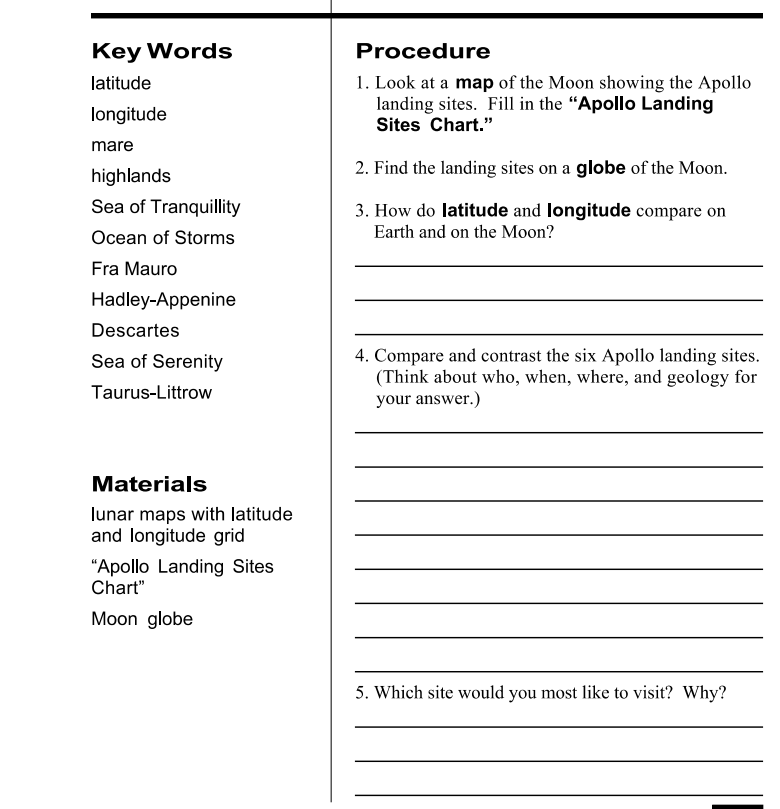 Key Words
latitude
longitude
mare
highlands
Sea of Tranquillity
Ocean of Storms
Fra Mauro
Hadley-Appenine
Descartes
Sea of Serenity
Taurus-Littrow
Materials
lunar maps with latitude
and longitude grid
“Apollo Landing Sites
Chart”
Moon globe
Procedure
1. Look at a map of the Moon showing the Apollo
landing sites. Fill in the “Apollo Landing
Sites Chart.”
2. Find the landing sites on a globe of the Moon.
3. How do latitude and longitude compare on
Earth and on the Moon?
4. Compare and contrast the six Apollo landing sites.
(Think about who, when, where, and geology for
your answer.)
5. Which site would you most like to visit? Why?